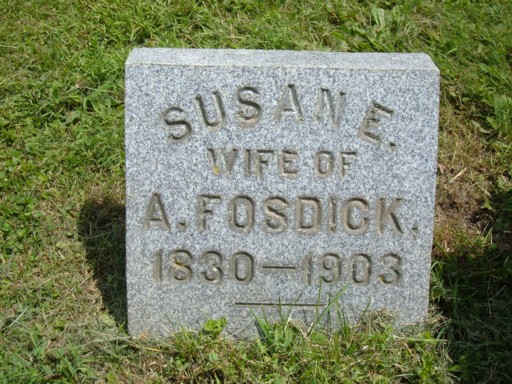 SUSAN E.
WIFE OF
A. FOSDICK.
1830–1903